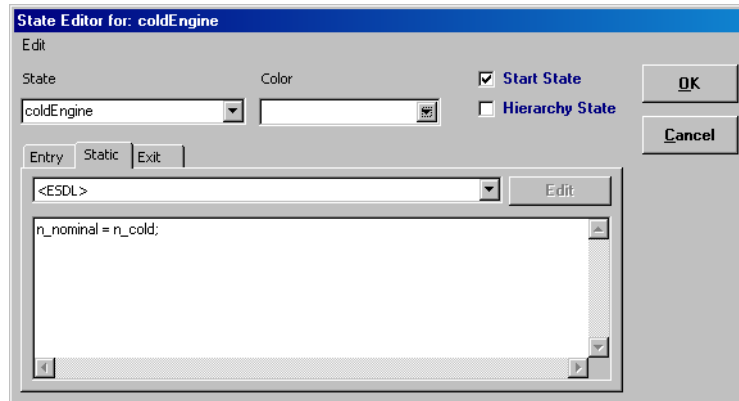 State Editor for: coldEngine
Edit
State
Color
Start State
Hierarchy State
OK
Cancel
coldEngine
Entry
Static
Exit
<ESDL>
Edit
n_nominal = n_cold;